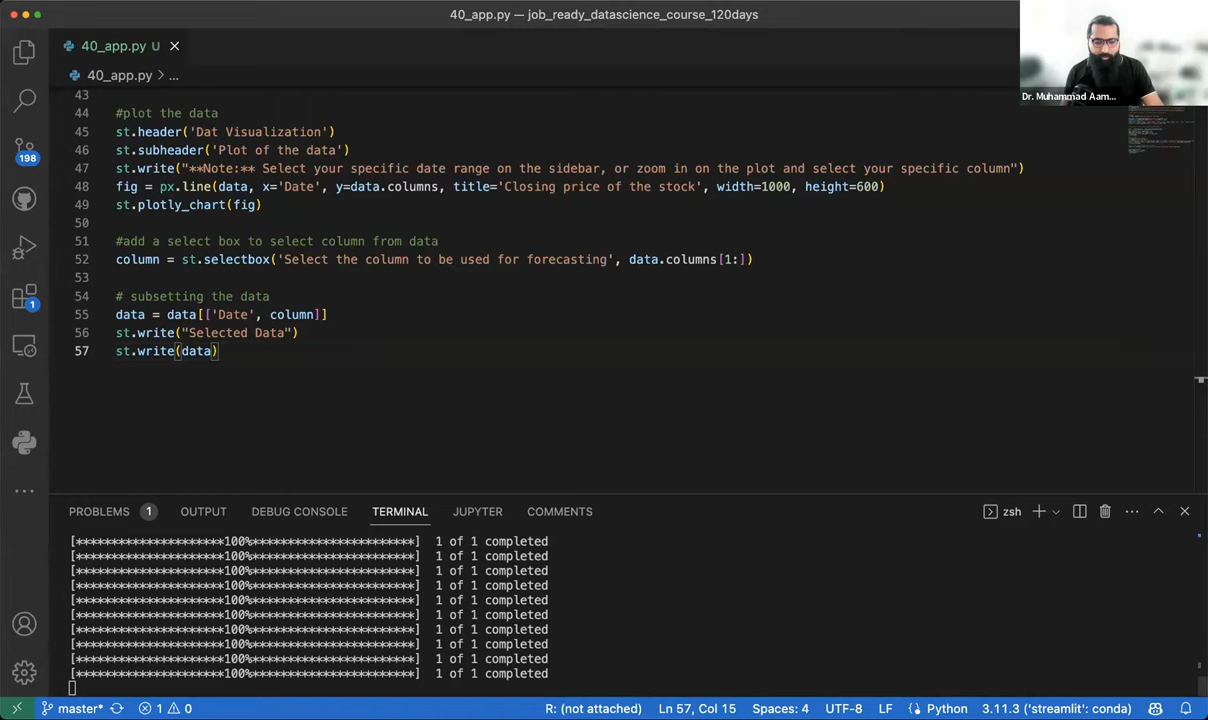 40_app.py — job_ready_datascience_course_120days
40_app.py U
40_app.py > ...
43
44 #plot the data
45 st.header('Dat Visualization')
46 st.subheader('Plot of the data')
47 st.write("**Note:** Select your specific date range on the sidebar, or zoom in on the plot and select your specific column")
48 fig = px.line(data, x='Date', y=data.columns, title='Closing price of the stock', width=1000, height=600)
49 st.plotly_chart(fig)
50
51 #add a select box to select column from data
52 column = st.selectbox('Select the column to be used for forecasting', data.columns[1:])
53
54 # subsetting the data
55 data = data[['Date', column]]
56 st.write("Selected Data")
57 st.write(data)
Dr. Muhammad Aam...
198
1
PROBLEMS 1 OUTPUT DEBUG CONSOLE TERMINAL JUPYTER COMMENTS
zsh
[*********************100%***********************]  1 of 1 completed
[*********************100%***********************]  1 of 1 completed
[*********************100%***********************]  1 of 1 completed
[*********************100%***********************]  1 of 1 completed
[*********************100%***********************]  1 of 1 completed
[*********************100%***********************]  1 of 1 completed
[*********************100%***********************]  1 of 1 completed
[*********************100%***********************]  1 of 1 completed
[*********************100%***********************]  1 of 1 completed
[*********************100%***********************]  1 of 1 completed
master* 1 0 R: (not attached) Ln 57, Col 15 Spaces: 4 UTF-8 LF Python 3.11.3 ('streamlit': conda)